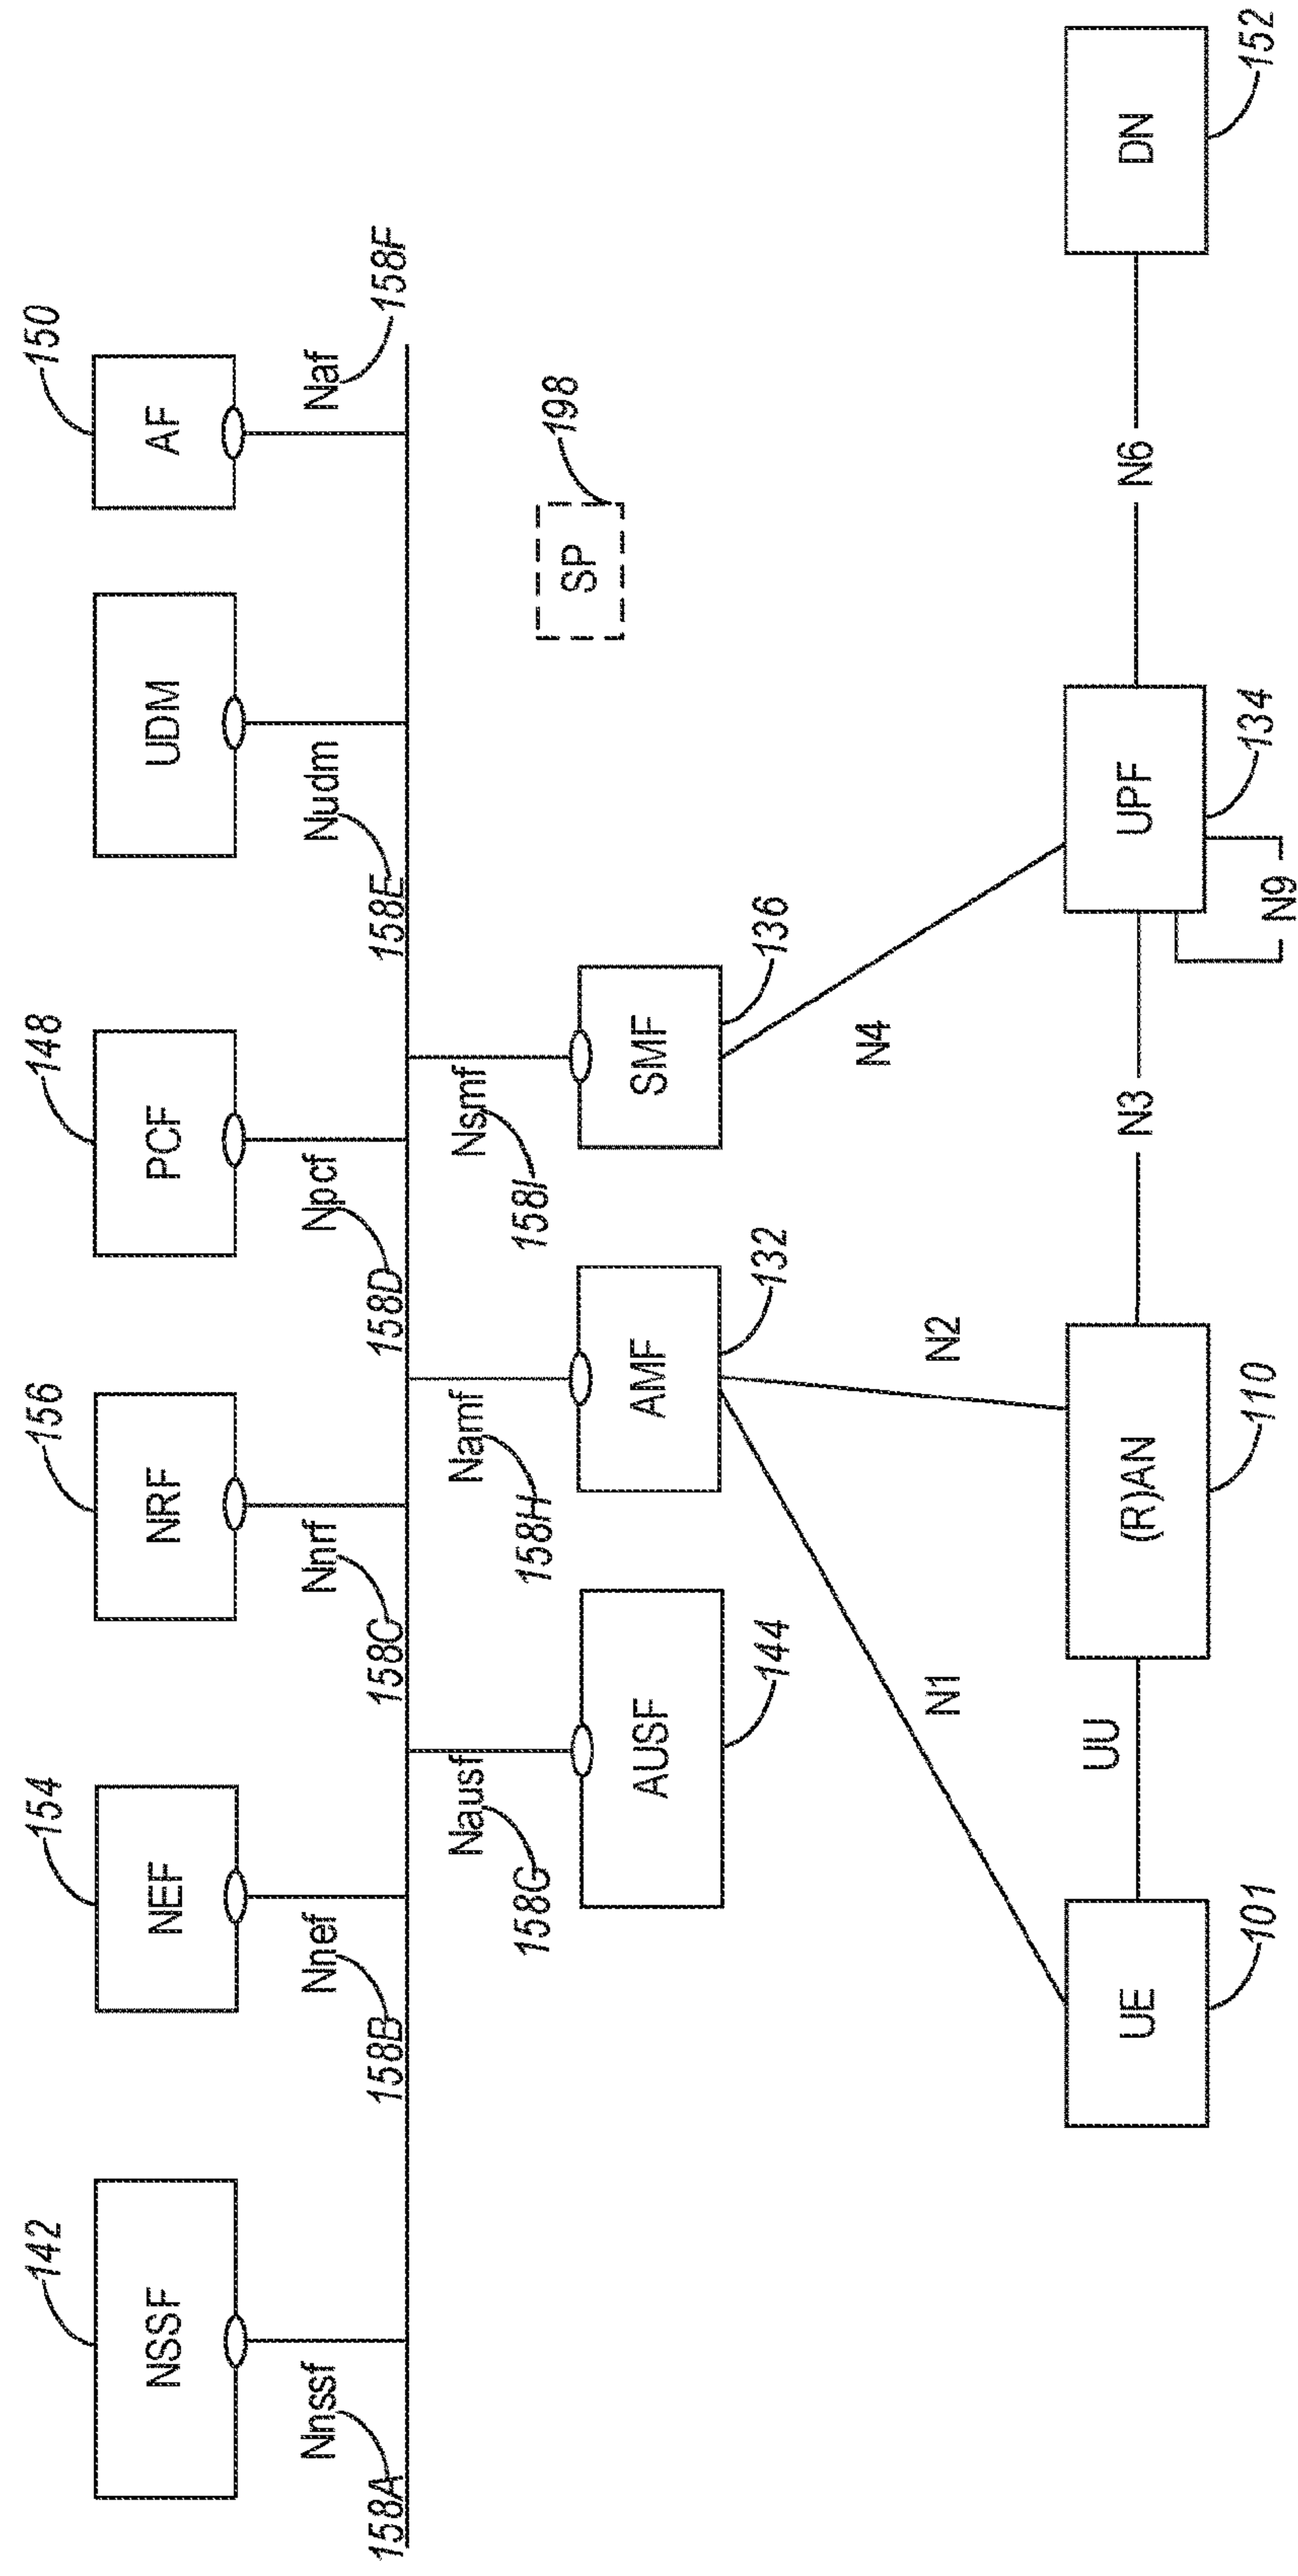 142
154
156
148
150
NSSF
NEF
NRF
PCF
UDM
AF
Nnssf
Nnef
Nnrf
Npcf
Nudm
Naf
158A
158B
158C
158D
158E
158F
Nausf
Namf
Nsmf
158G
158H
158I
198
SP
AUSF
AMF
SMF
144
132
136
N1
N2
N4
UU
N3
N6
UE
(R)AN
UPF
DN
101
110
134
152
N9